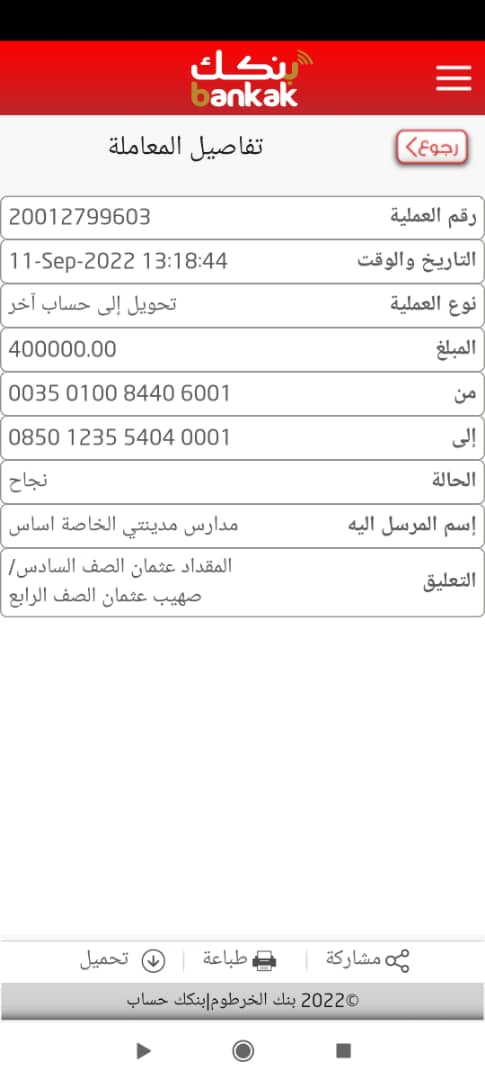 بنكك
bankak
تفاصيل المعاملة
رجوع
رقم العملية 20012799603
التاريخ والوقت 11-Sep-2022 13:18:44
نوع العملية تحويل إلى حساب آخر
المبلغ 400000.00
من 0035 0100 8440 6001
إلى 0850 1235 5404 0001
الحالة نجاح
إسم المرسل اليه مدارس مدينتي الخاصة اساس
التعليق المقداد عثمان الصف السادس/
صهيب عثمان الصف الرابع
مشاركة طباعة تحميل
©2022 بنك الخرطوم|بنكك حساب